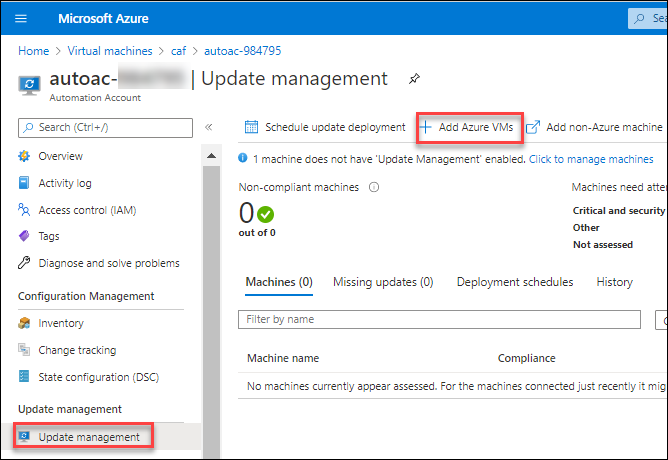 Microsoft Azure
Sea
Home > Virtual machines > caf > autoac-984795
autoac- | Update management
Automation Account
Search (Ctrl+/)
Overview
Activity log
Access control (IAM)
Tags
Diagnose and solve problems
Configuration Management
Inventory
Change tracking
State configuration (DSC)
Update management
Update management
Schedule update deployment
Add Azure VMs
Add non-Azure machine
1 machine does not have 'Update Management' enabled. Click to manage machines
Non-compliant machines
0
out of 0
Machines need atte
Critical and security
Other
Not assessed
Machines (0) Missing updates (0) Deployment schedules History
Filter by name
Machine name Compliance
No machines currently appear assessed. For the machines connected just recently it mig